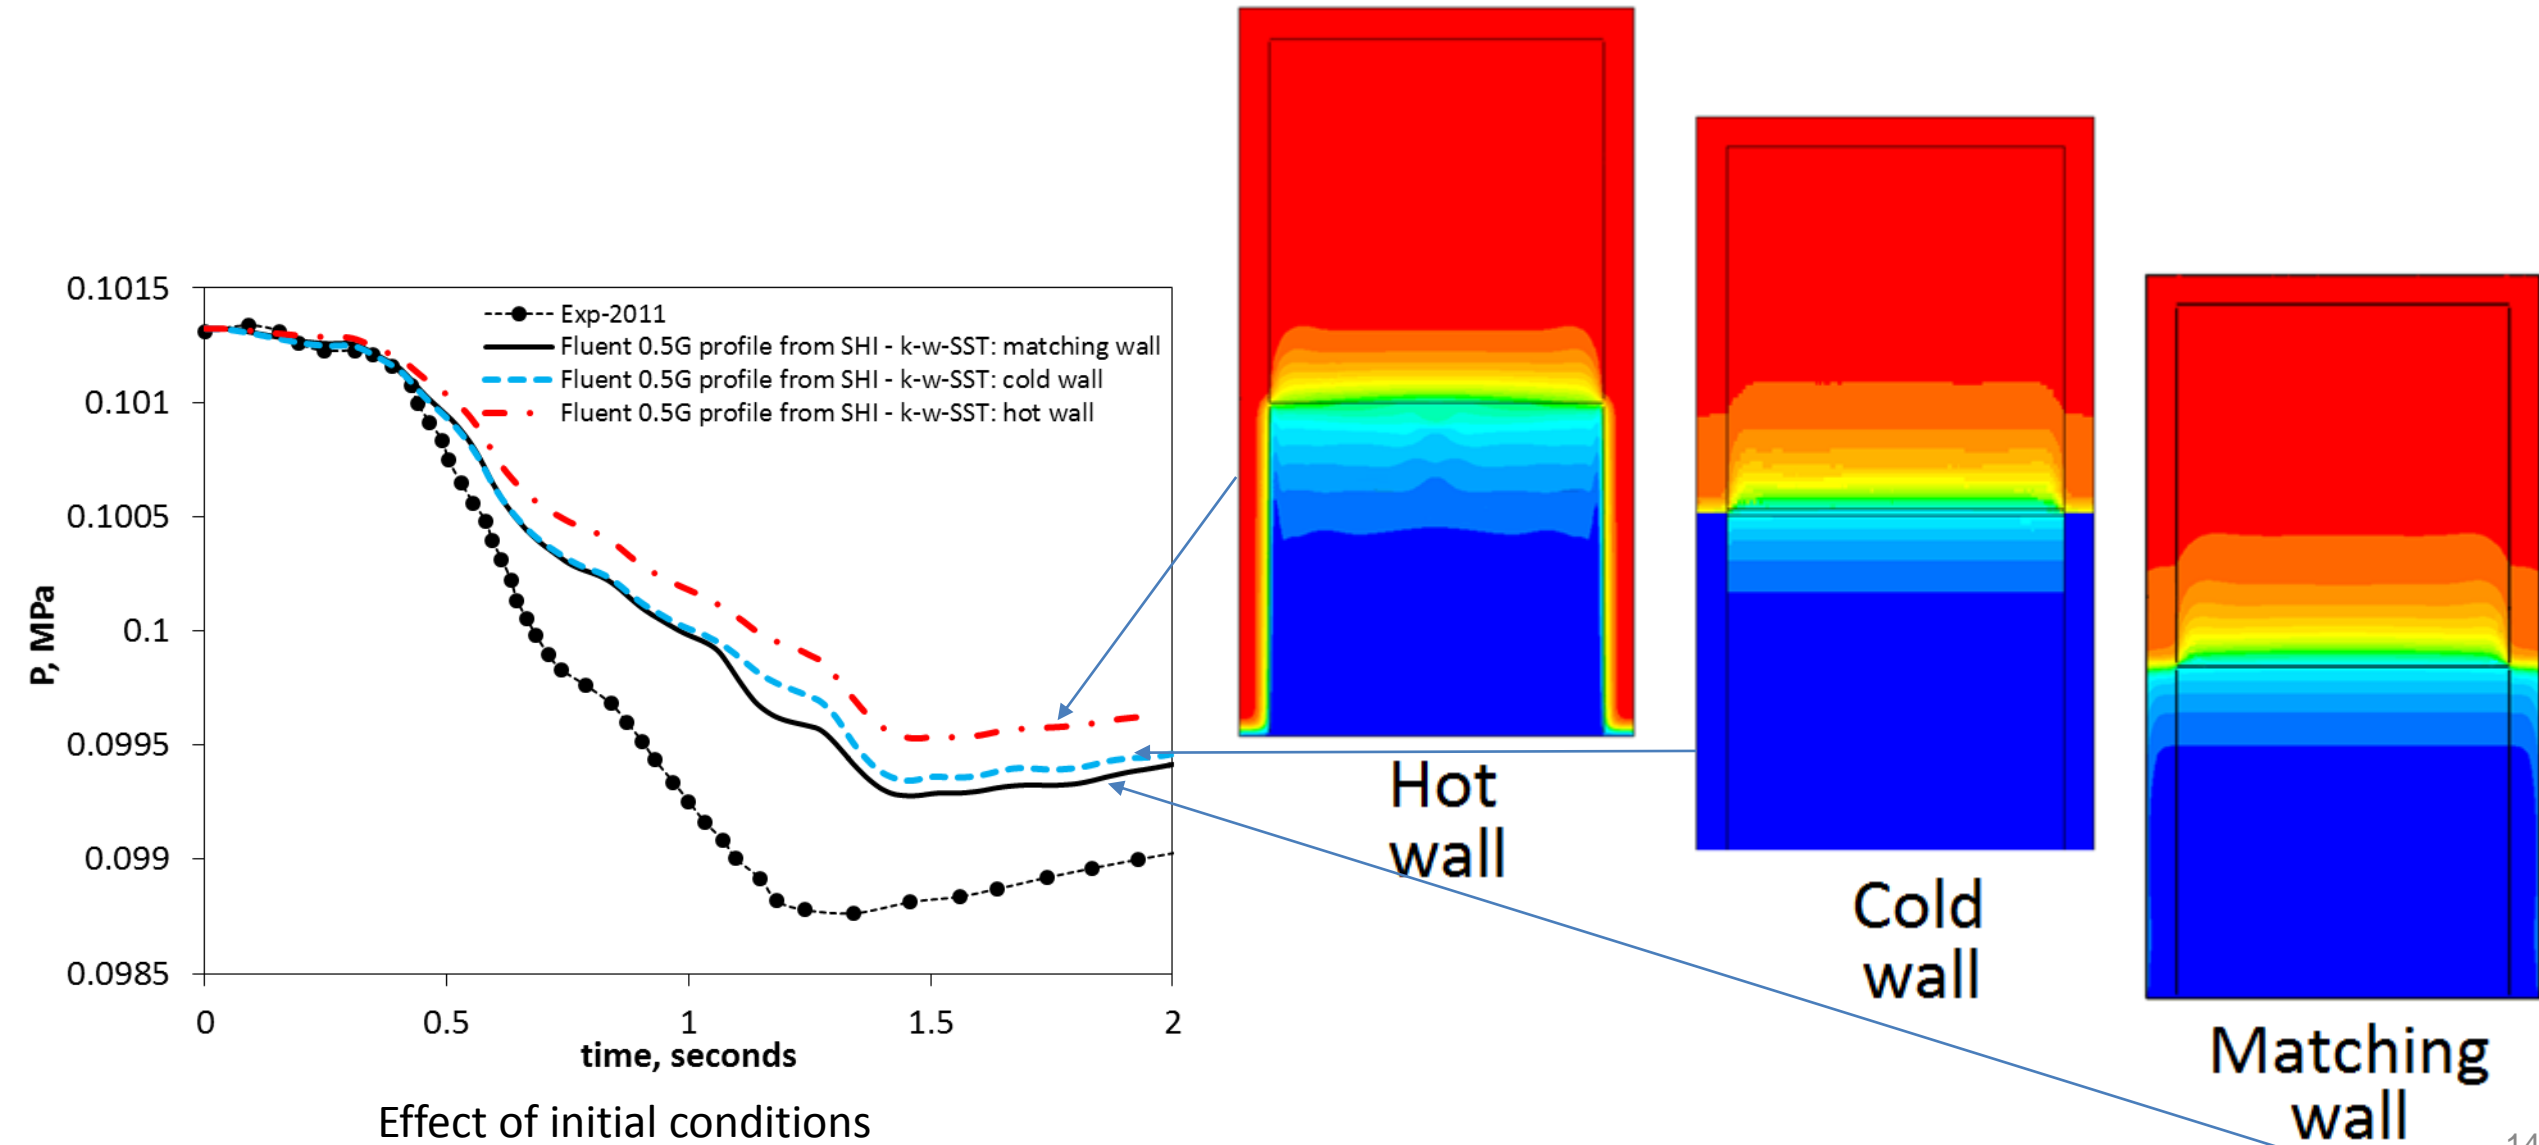 0.1015
0.101
0.1005
0.1
0.0995
0.099
0.0985
P, MPa
0
0.5
1
1.5
2
time, seconds
Exp-2011
Fluent 0.5G profile from SHI - k-w-SST: matching wall
Fluent 0.5G profile from SHI - k-w-SST: cold wall
Fluent 0.5G profile from SHI - k-w-SST: hot wall
Effect of initial conditions
Hot
wall
Cold
wall
Matching
wall
14